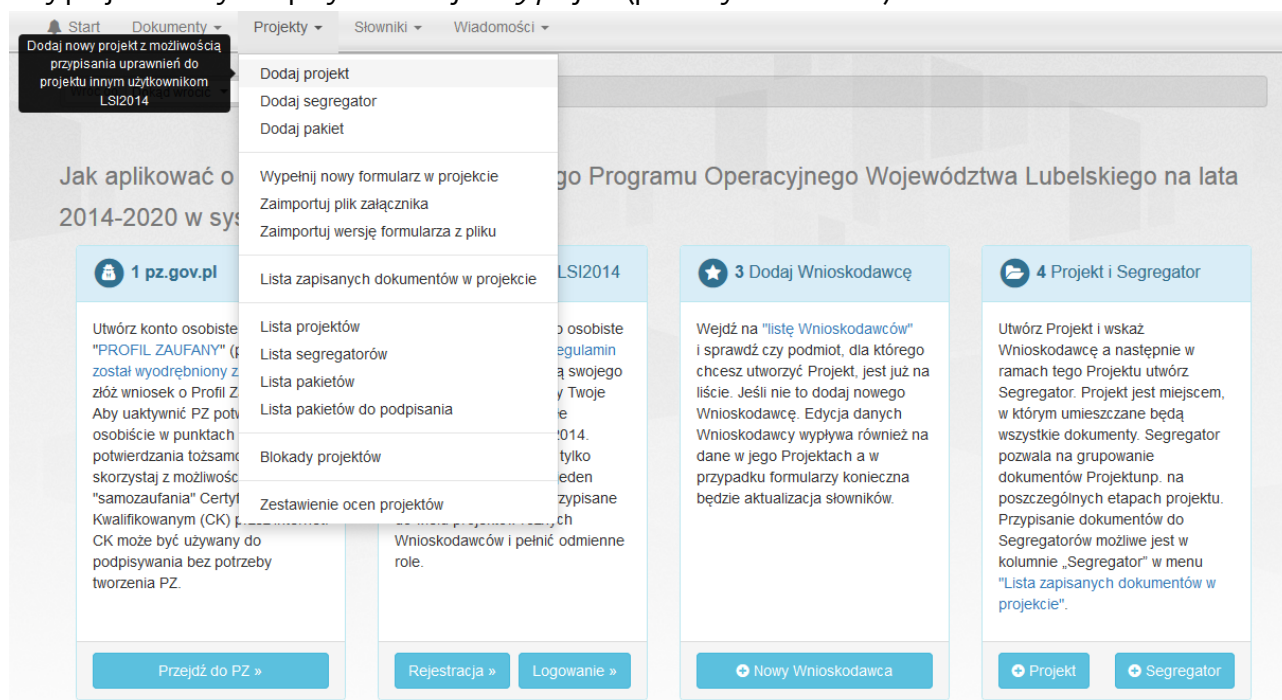 Start Dokumenty Projekty Słowniki Wiadomości
Dodaj nowy projekt z możliwością
przypisania uprawnień do
projektu innym użytkownikom
LSI2014
Dodaj projekt
Dodaj segregator
Dodaj pakiet
Wypełnij nowy formularz w projekcie
Zaimportuj plik załącznika
Zaimportuj wersję formularza z pliku
Lista zapisanych dokumentów w projekcie
Lista projektów
Lista segregatorów
Lista pakietów
Lista pakietów do podpisania
Blokady projektów
Zestawienie ocen projektów
Jak aplikować o go Programu Operacyjnego Województwa Lubelskiego na lata
2014-2020 w sys
1 pz.gov.pl
Utwórz konto osobiste
"PROFIL ZAUFANY" (p
został wyodrębniony z
złóż wniosek o Profil Z
Aby uaktywnić PZ potw
osobiście w punktach
potwierdzania tożsamo
skorzystaj z możliwośc
"samozaufania" Certyf
Kwalifikowanym (CK) przez internet.
CK może być używany do
podpisywania bez potrzeby
tworzenia PZ.
Przejdź do PZ »
LSI2014
o osobiste
egulamin
ą swojego
y Twoje
e
2014.
tylko
eden
zypisane
do wielu projektów różnych
Wnioskodawców i pełnić odmienne
role.
Rejestracja » Logowanie »
3 Dodaj Wnioskodawcę
Wejdź na "listę Wnioskodawców"
i sprawdź czy podmiot, dla którego
chcesz utworzyć Projekt, jest już na
liście. Jeśli nie to dodaj nowego
Wnioskodawcę. Edycja danych
Wnioskodawcy wypływa również na
dane w jego Projektach a w
przypadku formularzy konieczna
będzie aktualizacja słowników.
Nowy Wnioskodawca
4 Projekt i Segregator
Utwórz Projekt i wskaż
Wnioskodawcę a następnie w
ramach tego Projektu utwórz
Segregator. Projekt jest miejscem,
w którym umieszczane będą
wszystkie dokumenty. Segregator
pozwala na grupowanie
dokumentów Projektunp. na
poszczególnych etapach projektu.
Przypisanie dokumentów do
Segregatorów możliwe jest w
kolumnie „Segregator" w menu
"Lista zapisanych dokumentów w
projekcie".
Projekt Segregator